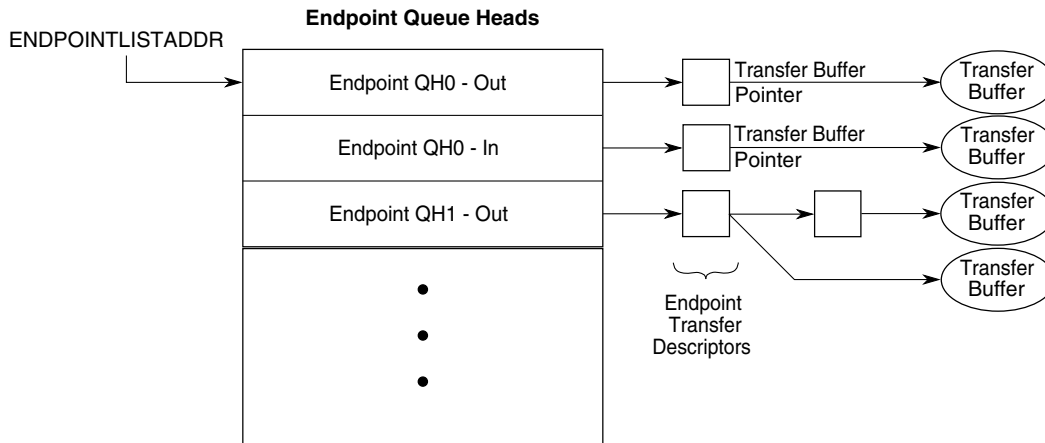 Endpoint Queue Heads
ENDPOINTLISTADDR
Endpoint QH0 - Out
Transfer Buffer
Pointer
Transfer
Buffer
Endpoint QH0 - In
Transfer Buffer
Pointer
Transfer
Buffer
Endpoint QH1 - Out
Transfer
Buffer
Transfer
Buffer
Endpoint
Transfer
Descriptors